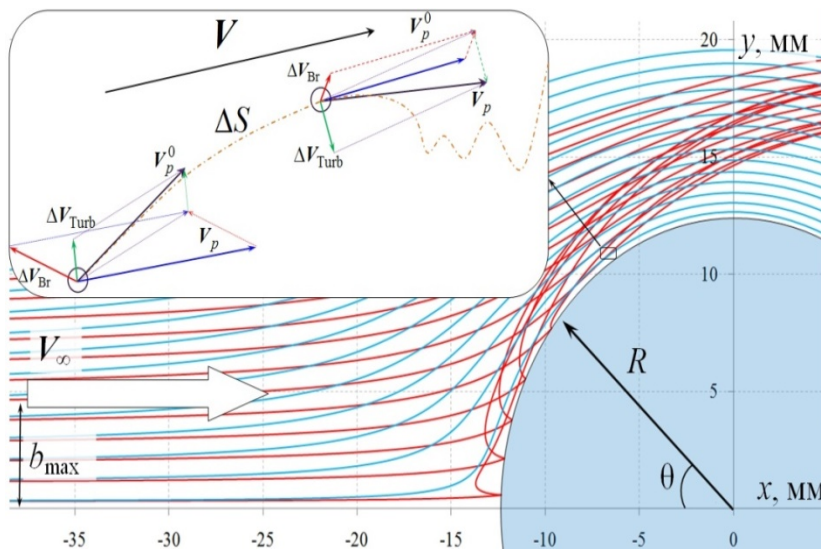 V
V_p^0
ΔV_Br
V_p
ΔS
ΔV_Turb
V_p^0
ΔV_Turb
V_p
ΔV_Br
20
y, мм
15
10
V_∞
R
5
b_max
θ
x, мм
-35
-30
-25
-20
-15
-10
-5
0